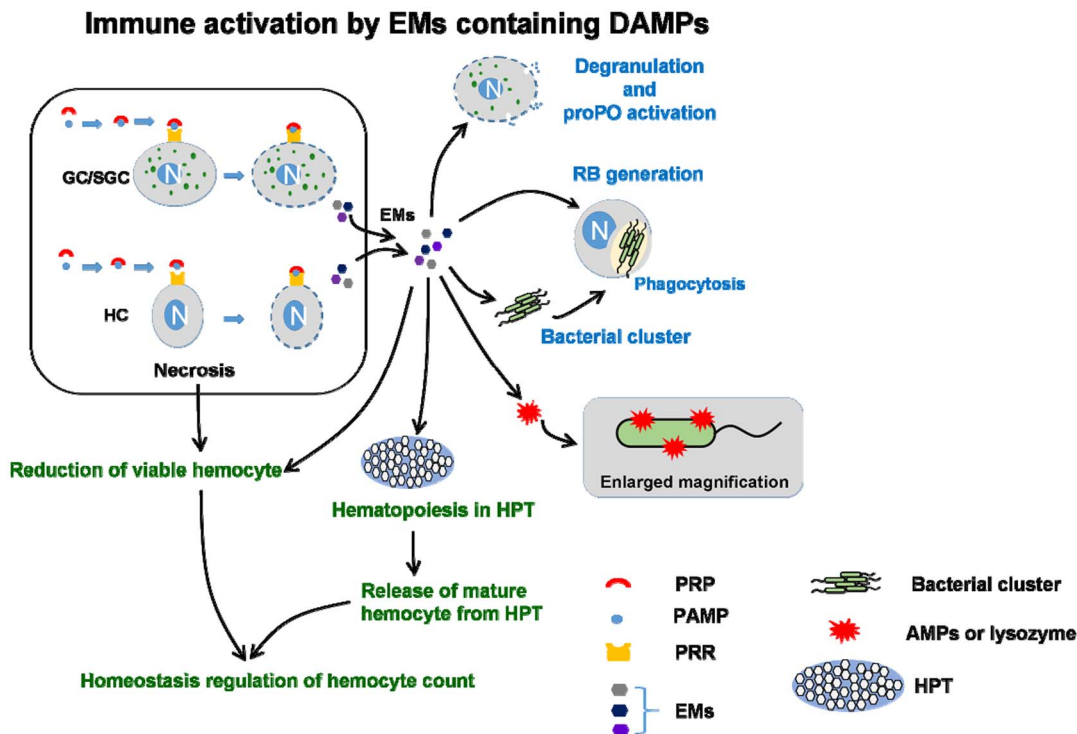 Immune activation by EMs containing DAMPs
Degranulation
and
proPO activation
N
GC/SGC
N
N
EMs
RB generation
N
Phagocytosis
HC
N
N
Bacterial cluster
Necrosis
Reduction of viable hemocyte
Enlarged magnification
Hematopoiesis in HPT
Release of mature
hemocyte from HPT
Homeostasis regulation of hemocyte count
PRP
PAMP
PRR
EMs
Bacterial cluster
AMPs or lysozyme
HPT